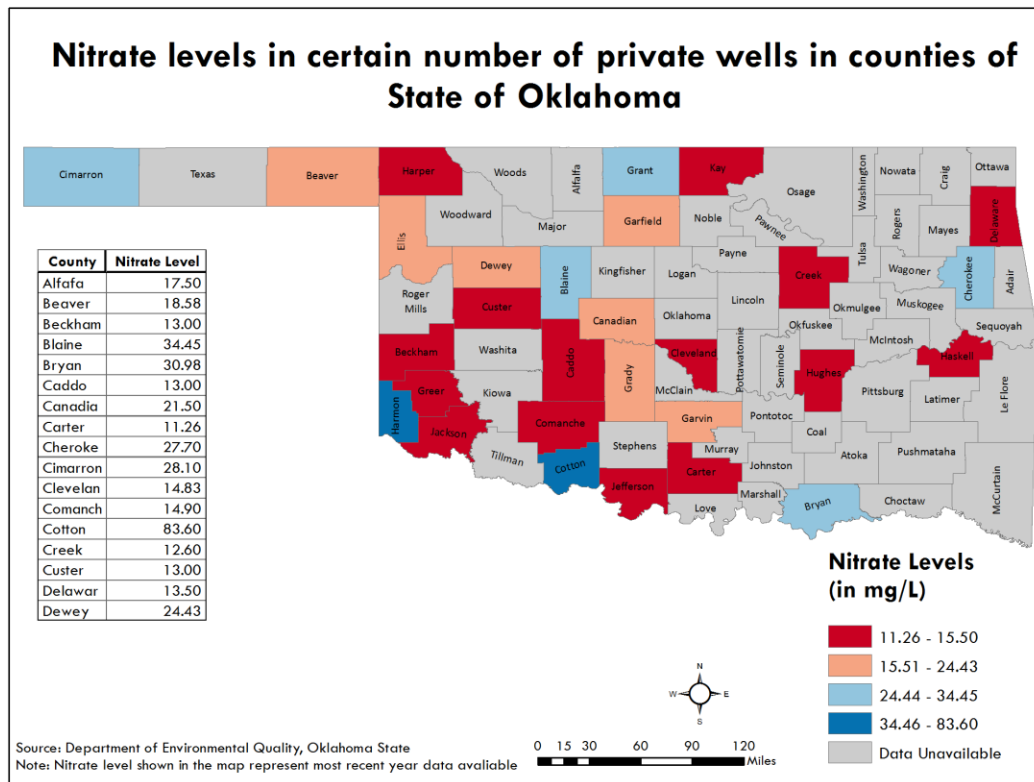 Nitrate levels in certain number of private wells in counties of
State of Oklahoma
Cimarron
Texas
Beaver
Harper
Woods
Alfalfa
Grant
Kay
Osage
Washington
Nowata
Craig
Ottawa
Ellis
Woodward
Major
Garfield
Noble
Pawnee
Rogers
Mayes
Delaware
Dewey
Blaine
Kingfisher
Logan
Payne
Creek
Tulsa
Wagoner
Cherokee
Adair
Roger
Mills
Custer
Canadian
Oklahoma
Lincoln
Okmulgee
Muskogee
Okfuskee
McIntosh
Sequoyah
Beckham
Washita
Caddo
Grady
Cleveland
McClain
Pottawatomie
Seminole
Hughes
Pittsburg
Haskell
Latimer
Le Flore
Harmon
Greer
Kiowa
Jackson
Comanche
Garvin
Pontotoc
Coal
Tillman
Cotton
Stephens
Murray
Johnston
Atoka
Pushmataha
Jefferson
Carter
Love
Marshall
Bryan
Choctaw
McCurtain
County Nitrate Level
Alfafa 17.50
Beaver 18.58
Beckham 13.00
Blaine 34.45
Bryan 30.98
Caddo 13.00
Canadia 21.50
Carter 11.26
Cheroke 27.70
Cimarron 28.10
Clevelan 14.83
Comanch 14.90
Cotton 83.60
Creek 12.60
Custer 13.00
Delawar 13.50
Dewey 24.43
Nitrate Levels
(in mg/L)
11.26 - 15.50
15.51 - 24.43
24.44 - 34.45
34.46 - 83.60
Data Unavailable
N
W E
S
0 15 30 60 90 120
Miles
Source: Department of Environmental Quality, Oklahoma State
Note: Nitrate level shown in the map represent most recent year data avaliable